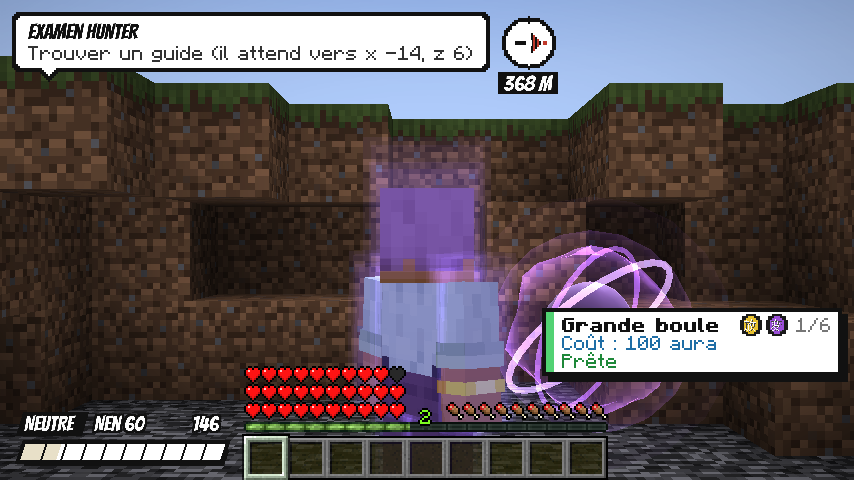 EXAMEN HUNTER
Trouver un guide (il attend vers x -14, z 6)
368 M
Grande boule 1/6
Coût : 100 aura
Prête
NEUTRE NEN 60 146
2